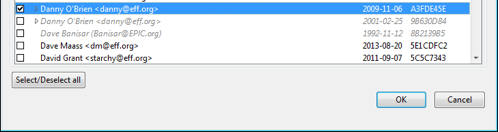 Danny O'Brien <danny@eff.org> 2009-11-06 A3FDE45E
Danny O'Brien <danny@eff.org> 2001-02-25 9B630D84
Dave Banisar (Banisar@EPIC.org) 1992-11-12 882139B5
Dave Maass <dm@eff.org> 2013-08-20 5E1CDFC2
David Grant <starchy@eff.org> 2011-09-07 5C5C7343
Select/Deselect all
OK Cancel